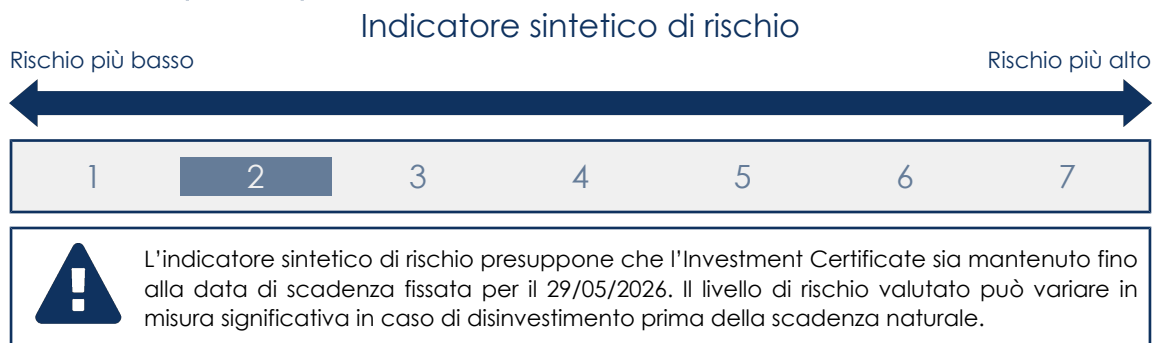 Indicatore sintetico di rischio
Rischio più basso
Rischio più alto
1 2 3 4 5 6 7
L'indicatore sintetico di rischio presuppone che l'Investment Certificate sia mantenuto fino
alla data di scadenza fissata per il 29/05/2026. Il livello di rischio valutato può variare in
misura significativa in caso di disinvestimento prima della scadenza naturale.